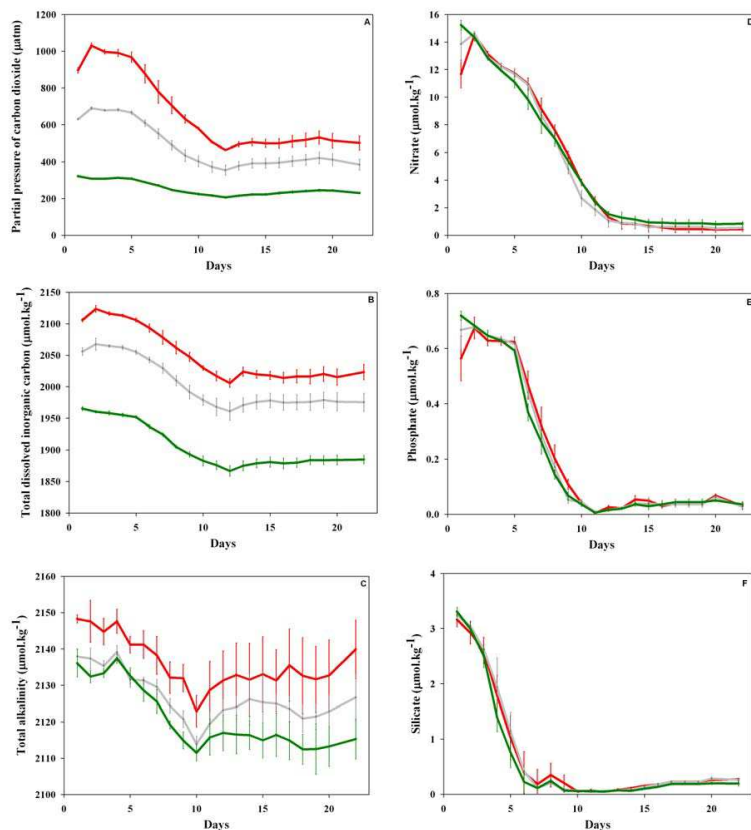 A
Partial pressure of carbon dioxide (µatm)
1200
1000
800
600
400
200
0
0 5 10 15 20
Days
D
Nitrate (µmol.kg⁻¹)
16
14
12
10
8
6
4
2
0
0 5 10 15 20
Days
B
Total dissolved inorganic carbon (µmol.kg⁻¹)
2150
2100
2050
2000
1950
1900
1850
1800
0 5 10 15 20
Days
E
Phosphate (µmol.kg⁻¹)
0.8
0.6
0.4
0.2
0.0
0 5 10 15 20
Days
C
Total alkalinity (µmol.kg⁻¹)
2160
2150
2140
2130
2120
2110
2100
0 5 10 15 20
Days
F
Silicate (µmol.kg⁻¹)
4
3
2
1
0
0 5 10 15 20
Days